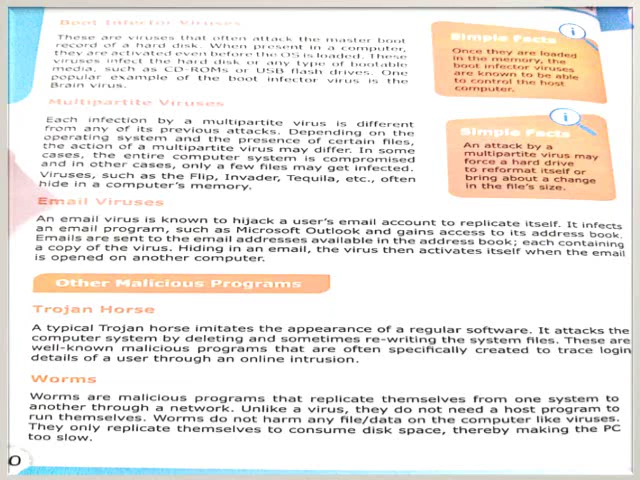 Boot Infector Viruses
These are viruses that often attack the master boot
record of a hard disk. When present in a computer,
they are activated even before the OS is loaded. These
viruses infect the hard disk or any type of bootable
media, such as CD-ROMs or USB flash drives. One
popular example of the boot infector virus is the
Brain virus.
Simple Facts
Once they are loaded
in the memory, the
boot infector viruses
are known to be able
to control the host
computer.
Multipartite Viruses
Each infection by a multipartite virus is different
from any of its previous attacks. Depending on the
operating system and the presence of certain files,
the action of a multipartite virus may differ. In some
cases, the entire computer system is compromised
and in other cases, only a few files may get infected.
Viruses, such as the Flip, Invader, Tequila, etc., often
hide in a computer's memory.
Simple Facts
An attack by a
multipartite virus may
force a hard drive
to reformat itself or
bring about a change
in the file's size.
Email Viruses
An email virus is known to hijack a user's email account to replicate itself. It infects
an email program, such as Microsoft Outlook and gains access to its address book.
Emails are sent to the email addresses available in the address book; each containing
a copy of the virus. Hiding in an email, the virus then activates itself when the email
is opened on another computer.
Other Malicious Programs
Trojan Horse
A typical Trojan horse imitates the appearance of a regular software. It attacks the
computer system by deleting and sometimes re-writing the system files. These are
well-known malicious programs that are often specifically created to trace login
details of a user through an online intrusion.
Worms
Worms are malicious programs that replicate themselves from one system to
another through a network. Unlike a virus, they do not need a host program to
run themselves. Worms do not harm any file/data on the computer like viruses.
They only replicate themselves to consume disk space, thereby making the PC
too slow.
0